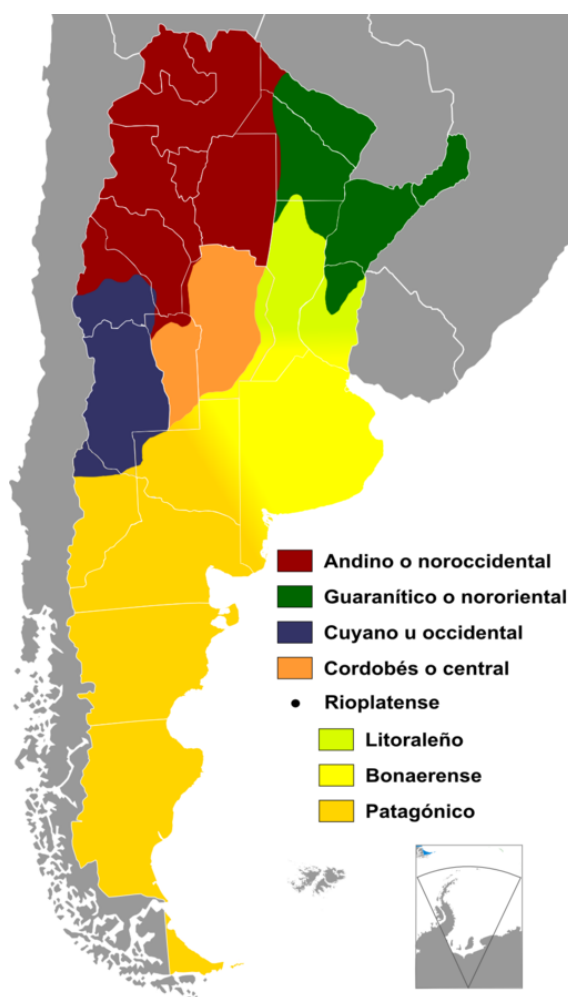 Andino o noroccidental
Guaranítico o nororiental
Cuyano u occidental
Cordobés o central
Rioplatense
Litoraleño
Bonaerense
Patagónico